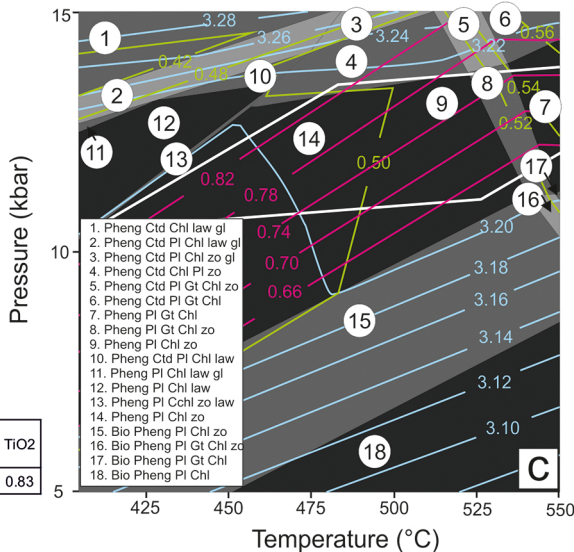 15
3.28
3.26
3.24
3.22
0.56
0.42
0.48
0.54
0.52
0.50
1
2
3
4
5
6
7
8
9
10
11
12
13
14
15
16
17
18
0.82
0.78
0.74
0.70
0.66
3.20
3.18
3.16
3.14
3.12
3.10
Pressure (kbar)
10
5
1. Pheng Ctd Chl law gl
2. Pheng Ctd Pl Chl law gl
3. Pheng Ctd Pl Chl zo gl
4. Pheng Ctd Chl Pl zo
5. Pheng Ctd Pl Gt Chl zo
6. Pheng Ctd Pl Gt Chl
7. Pheng Pl Gt Chl
8. Pheng Pl Gt Chl zo
9. Pheng Pl Chl zo
10. Pheng Ctd Pl Chl law
11. Pheng Pl Chl law gl
12. Pheng Pl Chl law
13. Pheng Pl Cchl zo law
14. Pheng Pl Chl zo
15. Bio Pheng Pl Chl zo
16. Bio Pheng Pl Gt Chl zo
17. Bio Pheng Pl Gt Chl
18. Bio Pheng Pl Chl
TiO2
0.83
C
425
450
475
500
525
550
Temperature (°C)